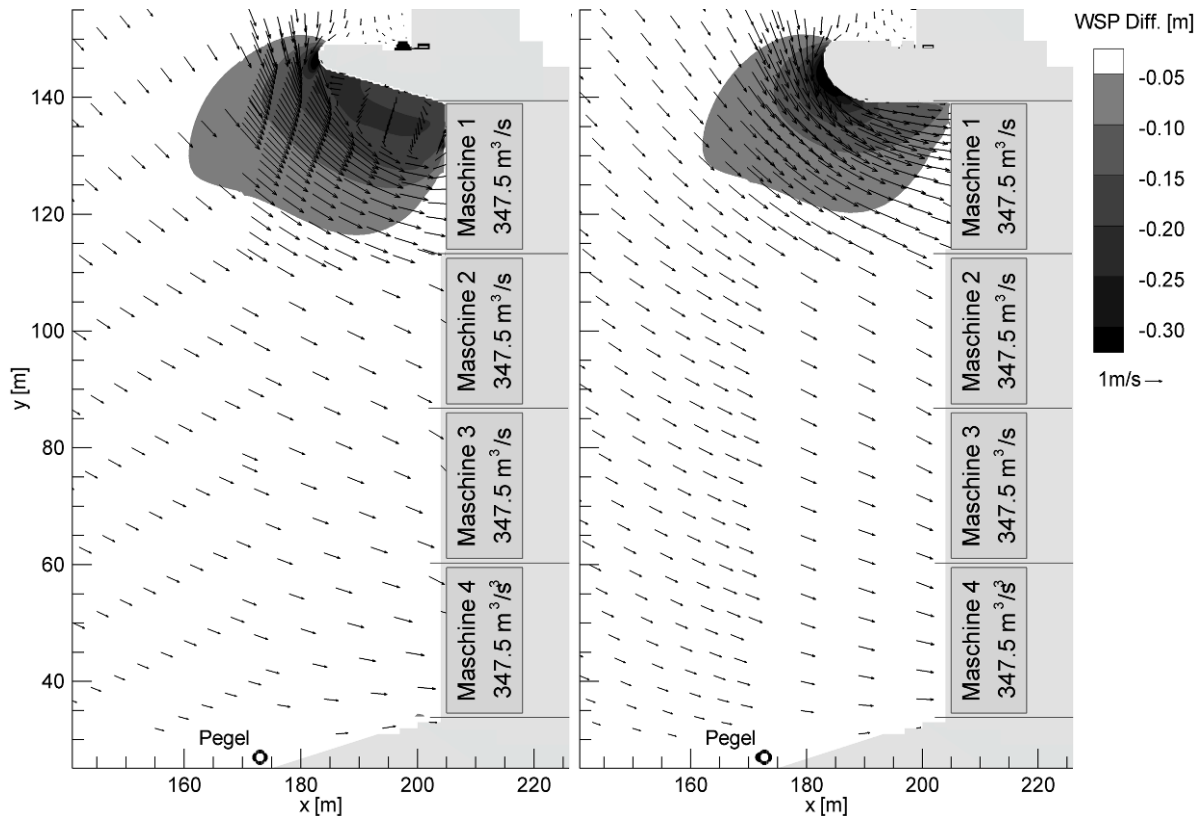 WSP Diff. [m]
-0.05
-0.10
-0.15
-0.20
-0.25
-0.30
1m/s
y [m]
140
120
100
80
60
40
Maschine 1
347.5 m³/s
Maschine 2
347.5 m³/s
Maschine 3
347.5 m³/s
Maschine 4
347.5 m³/s³
Pegel
160
180
200
220
x [m]
Maschine 1
347.5 m³/s
Maschine 2
347.5 m³/s
Maschine 3
347.5 m³/s
Maschine 4
347.5 m³/s³
Pegel
160
180
200
220
x [m]